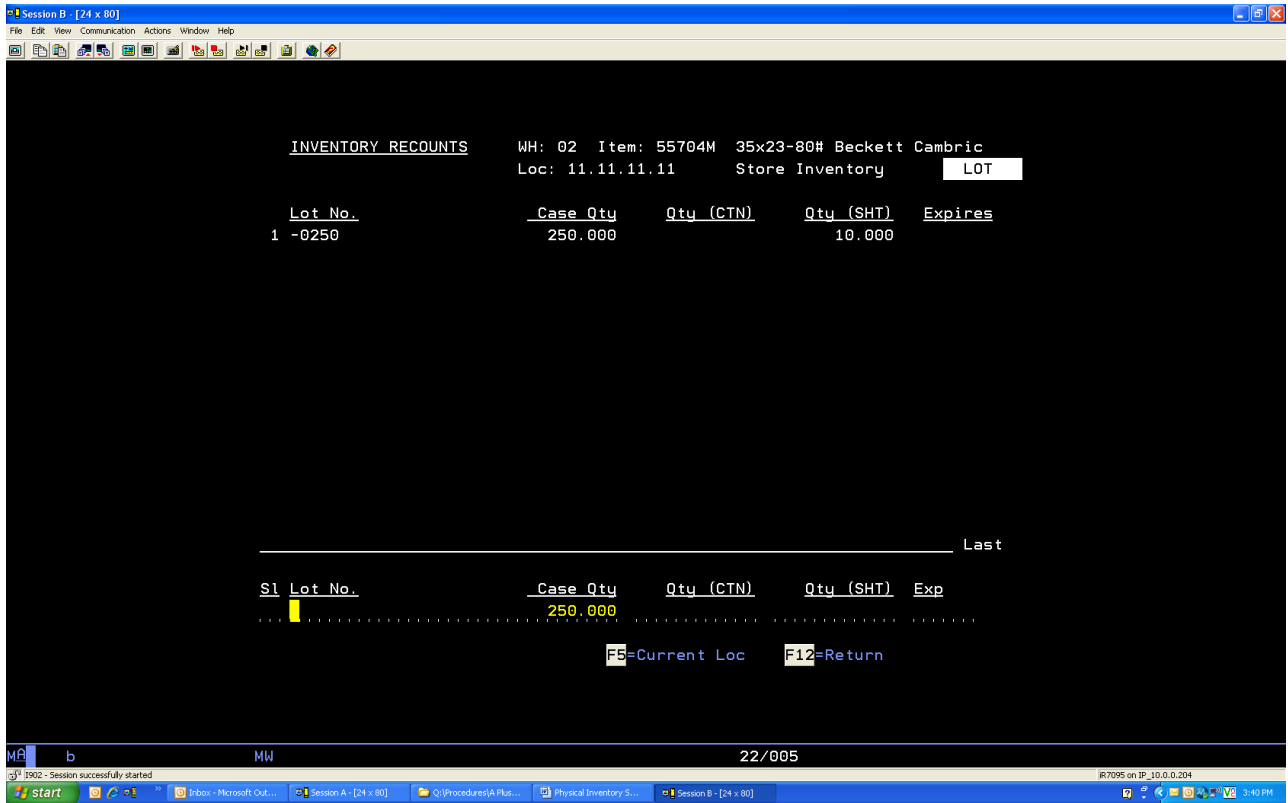 Session B - [24 x 80]
File Edit View Communication Actions Window Help
INVENTORY RECOUNTS WH: 02 Item: 55704M 35x23-80# Beckett Cambric
Loc: 11.11.11.11 Store Inventory LOT
Lot No. Case Qty Qty (CTN) Qty (SHT) Expires
1 -0250 250.000 10.000
Last
Sl Lot No. Case Qty Qty (CTN) Qty (SHT) Exp
250.000
F5=Current Loc F12=Return
MA b MW 22/005
I902 - Session successfully started iR7095 on IP_10.0.0.204
start Inbox - Microsoft Out... Session A - [24 x 80] Q:\Procedures\A Plus... Physical Inventory S... Session B - [24 x 80] 3:40 PM